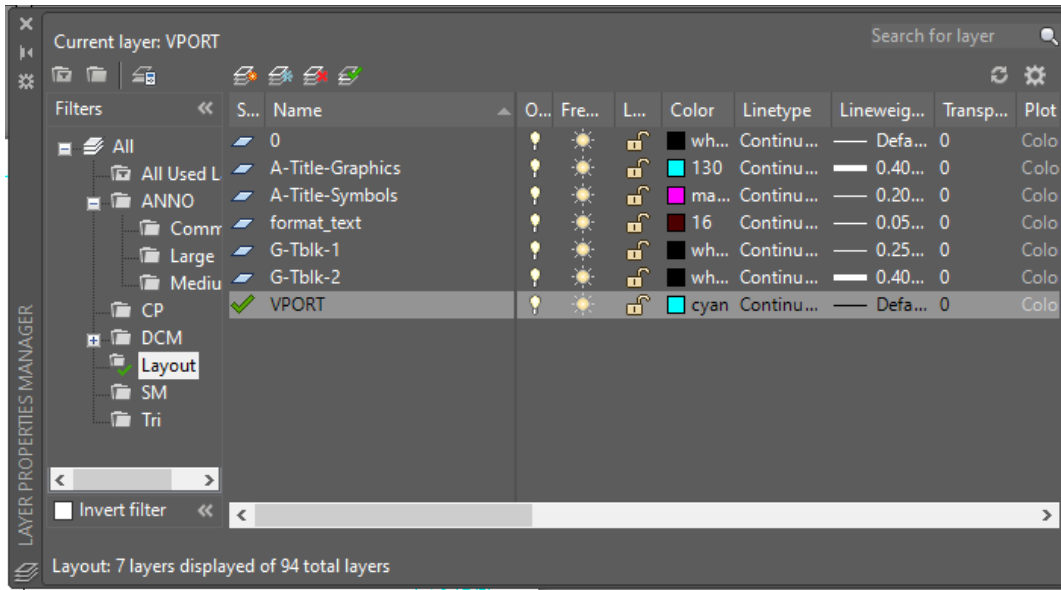 Current layer: VPORT
Search for layer
Filters
S... Name O... Fre... L... Color Linetype Lineweig... Transp... Plot
All
All Used L
ANNO
Comm
Large
Mediu
CP
DCM
Layout
SM
Tri
0 wh... Continu... Defa... 0 Colo
A-Title-Graphics 130 Continu... 0.40... 0 Colo
A-Title-Symbols ma... Continu... 0.20... 0 Colo
format_text 16 Continu... 0.05... 0 Colo
G-Tblk-1 wh... Continu... 0.25... 0 Colo
G-Tblk-2 wh... Continu... 0.40... 0 Colo
VPORT cyan Continu... Defa... 0 Colo
Invert filter
Layout: 7 layers displayed of 94 total layers
LAYER PROPERTIES MANAGER